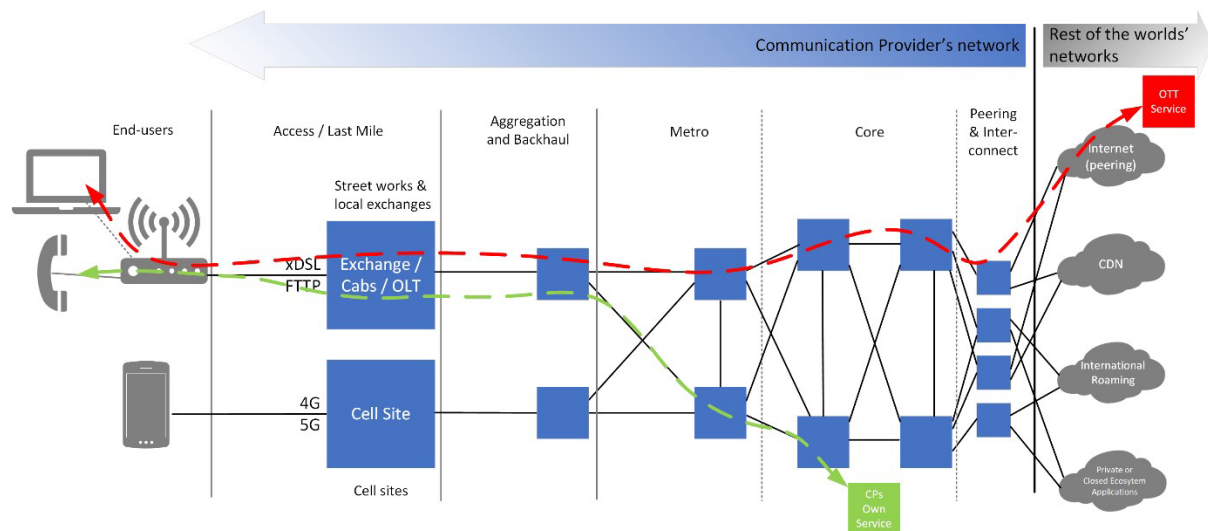 Communication Provider's network
Rest of the worlds'
networks
OTT
Service
End-users
Access / Last Mile
Aggregation
and Backhaul
Metro
Core
Peering
& Inter-
connect
Internet
(peering)
Street works &
local exchanges
xDSL
FTTP
Exchange /
Cabs / OLT
CDN
4G
5G
Cell Site
International
Roaming
Cell sites
CPs
Own
Service
Private or
Closed Ecosytem
Applications